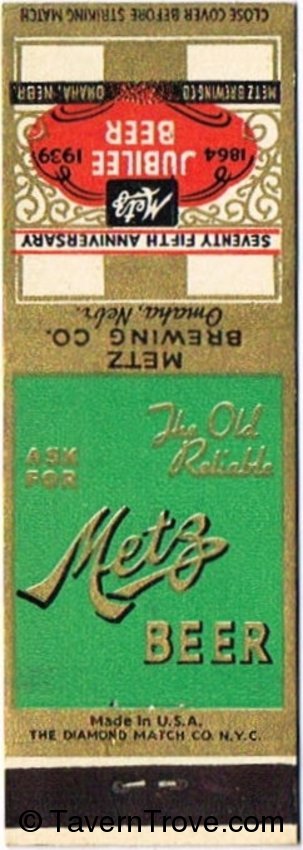 CLOSE COVER BEFORE STRIKING MATCH
SEVENTY FIFTH ANNIVERSARY
Metz
1864 JUBILEE 1939
BEER
METZ BREWING CO. OMAHA, NEBR.
METZ
BREWING CO.
Omaha, Nebr.
The Old
Reliable
ASK
FOR
Metz
BEER
Made In U.S.A.
THE DIAMOND MATCH CO. N.Y.C.
© TavernTrove.com